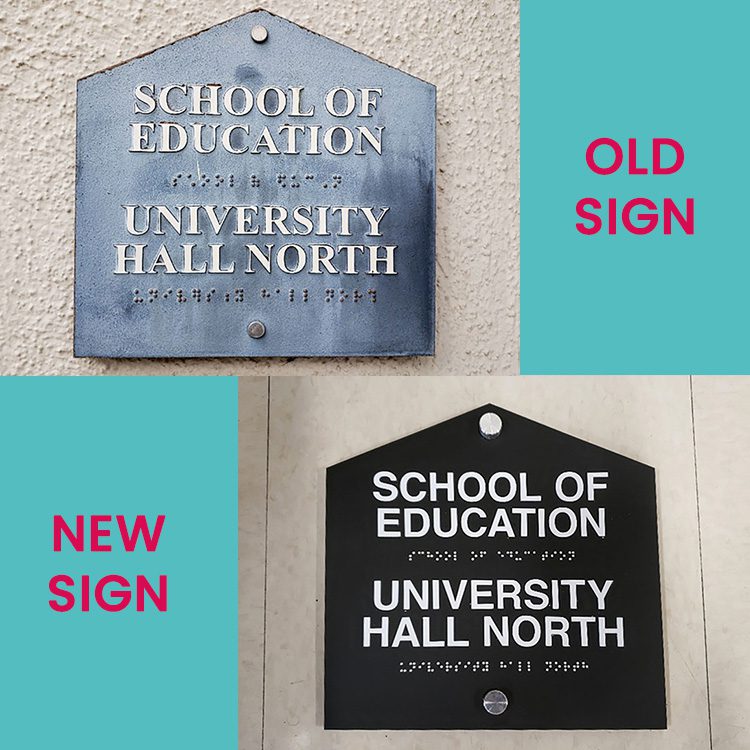 SCHOOL OF
EDUCATION
UNIVERSITY
HALL NORTH
OLD
SIGN
NEW
SIGN
SCHOOL OF
EDUCATION
UNIVERSITY
HALL NORTH